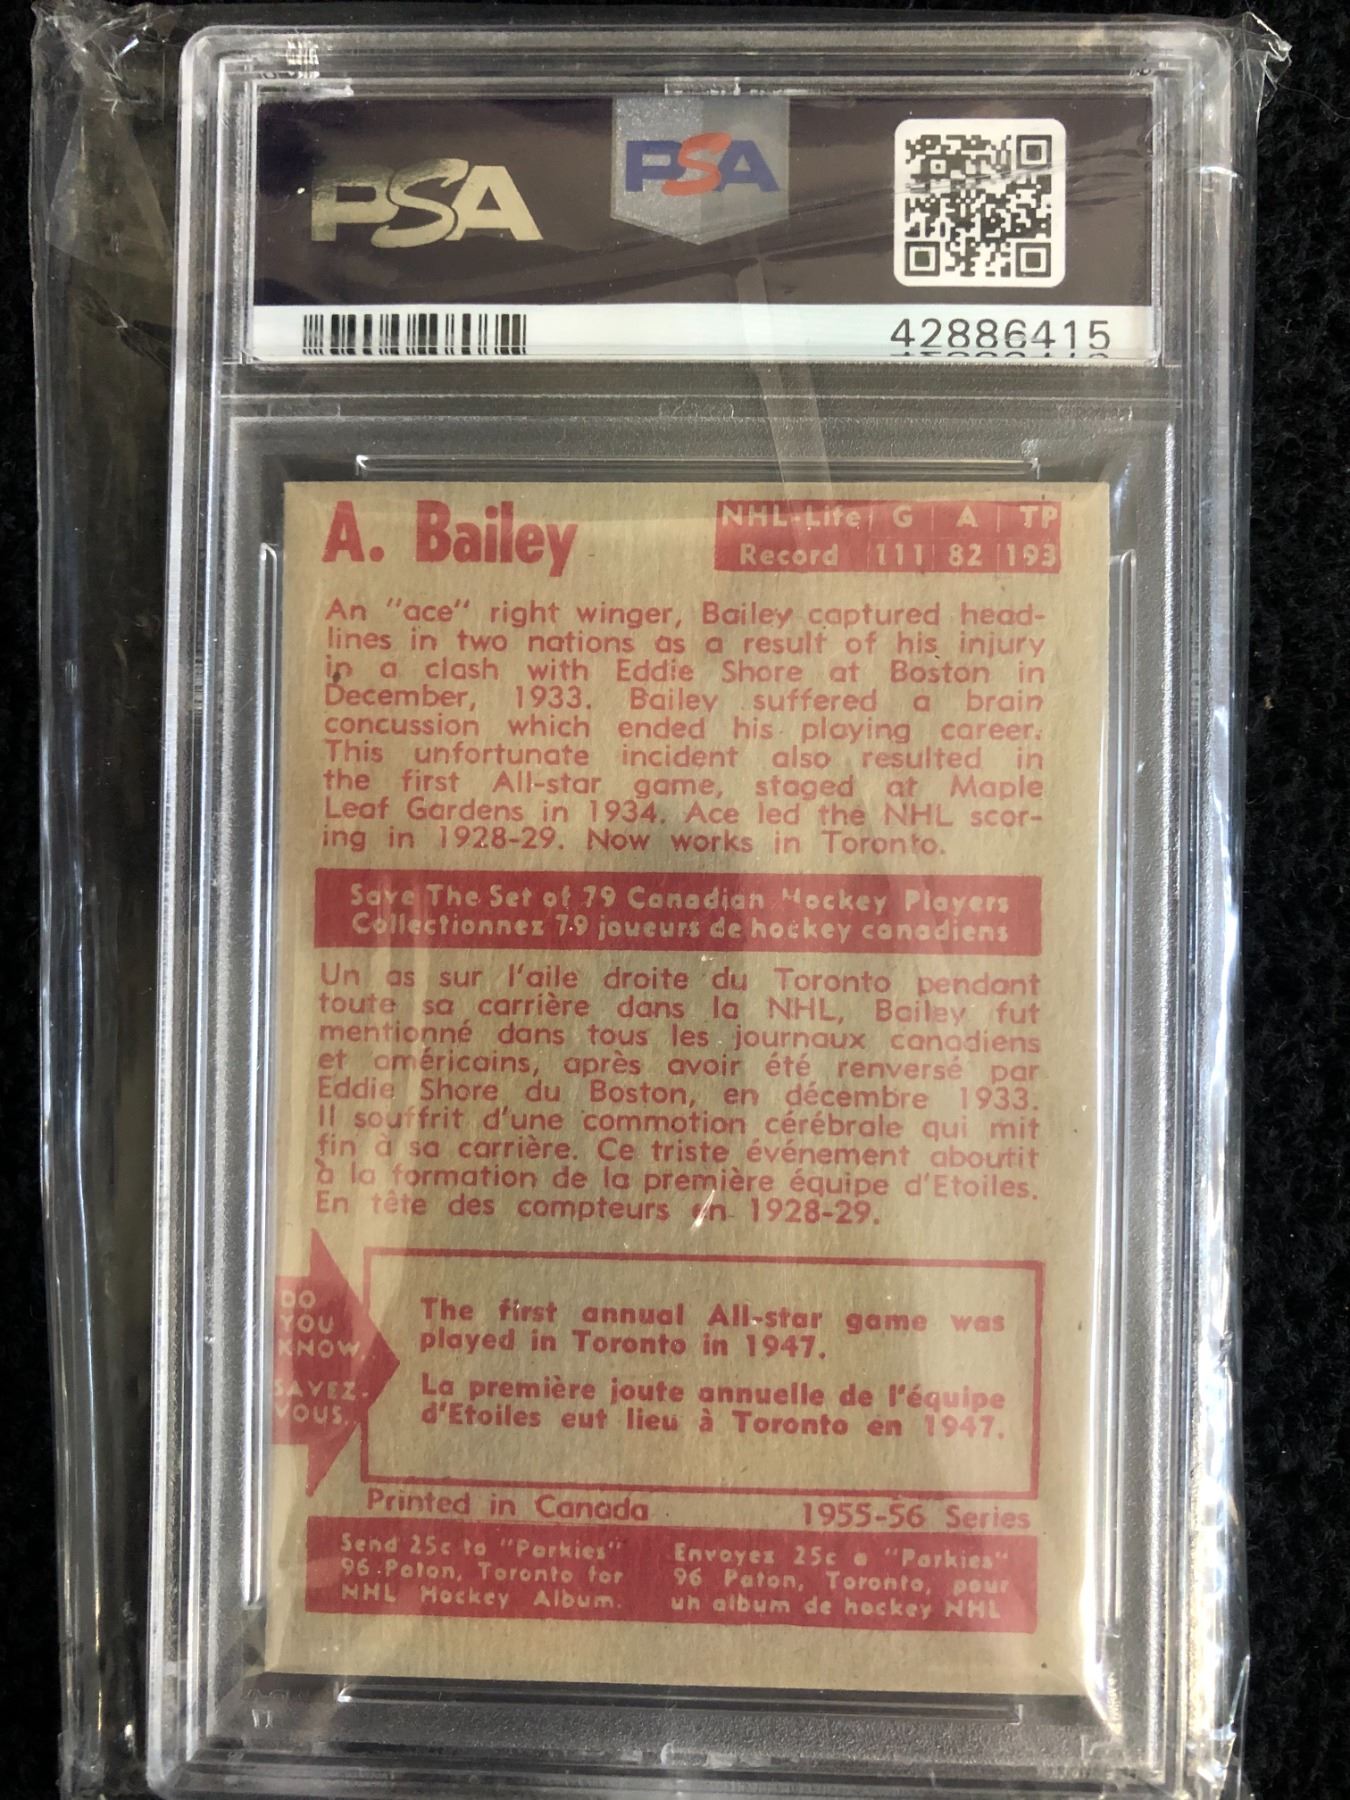 PSA
PSA
42886415
A. Bailey
NHL-Life G A TP
Record 111 82 193
An "ace" right winger, Bailey captured head-
lines in two nations as a result of his injury
in a clash with Eddie Shore at Boston in
December, 1933. Bailey suffered a brain
concussion which ended his playing career.
This unfortunate incident also resulted in
the first All-star game, staged at Maple
Leaf Gardens in 1934. Ace led the NHL scor-
ing in 1928-29. Now works in Toronto.
Save The Set of 79 Canadian Hockey Players
Collectionnez 79 joueurs de hockey canadiens
Un as sur l'aile droite du Toronto pendant
toute sa carrière dans la NHL, Bailey fut
mentionné dans tous les journaux canadiens
et américains, après avoir été renversé par
Eddie Shore du Boston, en décembre 1933.
Il souffrit d'une commotion cérébrale qui mit
fin à sa carrière. Ce triste événement aboutit
à la formation de la première équipe d'Etoiles.
En tête des compteurs en 1928-29.
DO
YOU
KNOW
SAVEZ-
VOUS
The first annual All-star game was
played in Toronto in 1947.
La première joute annuelle de l'équipe
d'Etoiles eut lieu à Toronto en 1947.
Printed in Canada 1955-56 Series
Send 25c to "Parkies"
96 Paton, Toronto for
NHL Hockey Album.
Envoyez 25c a "Parkies"
96 Paton, Toronto, pour
un album de hockey NHL